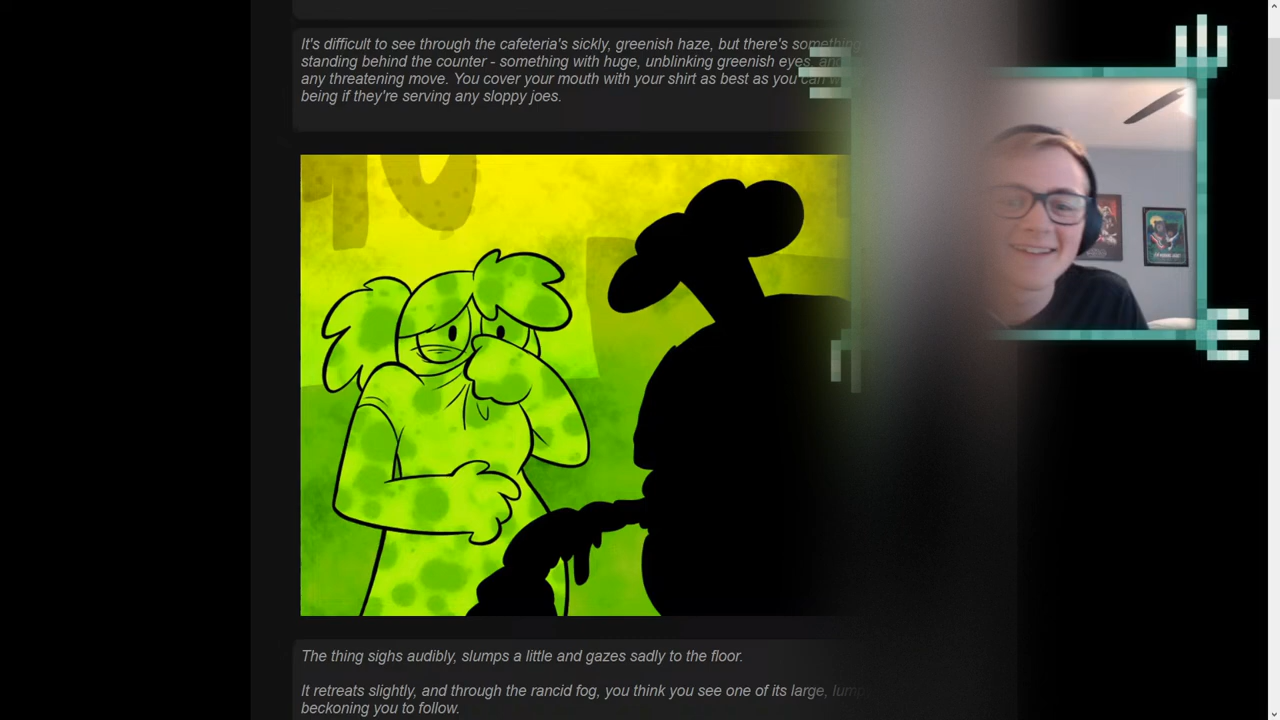 It's difficult to see through the cafeteria's sickly, greenish haze, but there's something
standing behind the counter - something with huge, unblinking greenish eyes, and
any threatening move. You cover your mouth with your shirt as best as you can
being if they're serving any sloppy joes.
The thing sighs audibly, slumps a little and gazes sadly to the floor.
It retreats slightly, and through the rancid fog, you think you see one of its large,
beckoning you to follow.